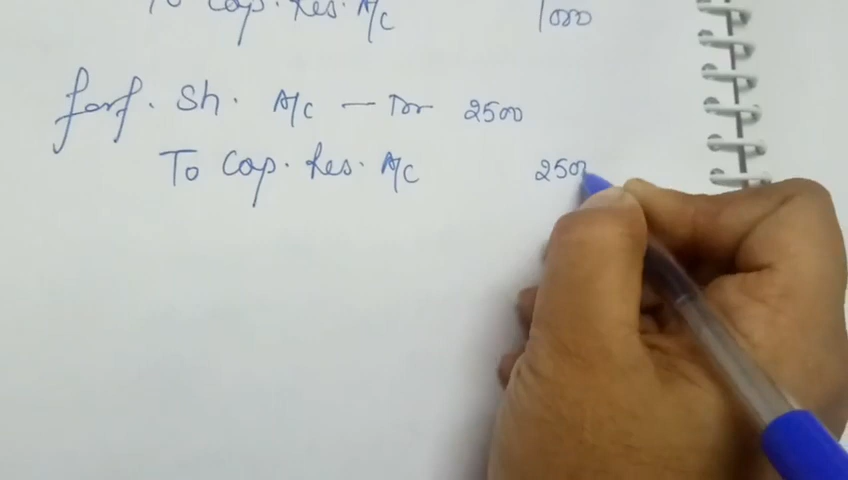 To Cap. Res. A/C 1000
forf. Sh. A/C — Dr 2500
To Cap. Res. A/C 2500